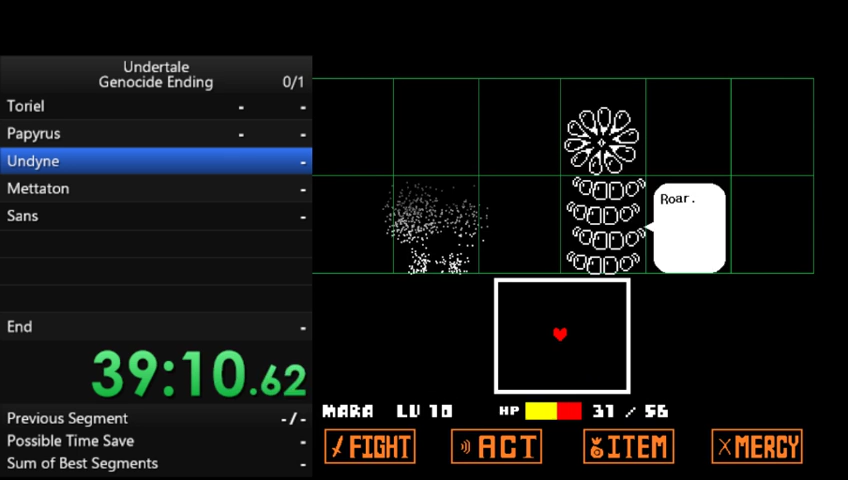 Undertale
Genocide Ending 0/1
Toriel - -
Papyrus - -
Undyne -
Mettaton -
Sans -
End -
39:10.62
Previous Segment -/-
Possible Time Save -
Sum of Best Segments -
Roar.
MARA LV 10 HP 31 / 56
FIGHT ACT ITEM MERCY